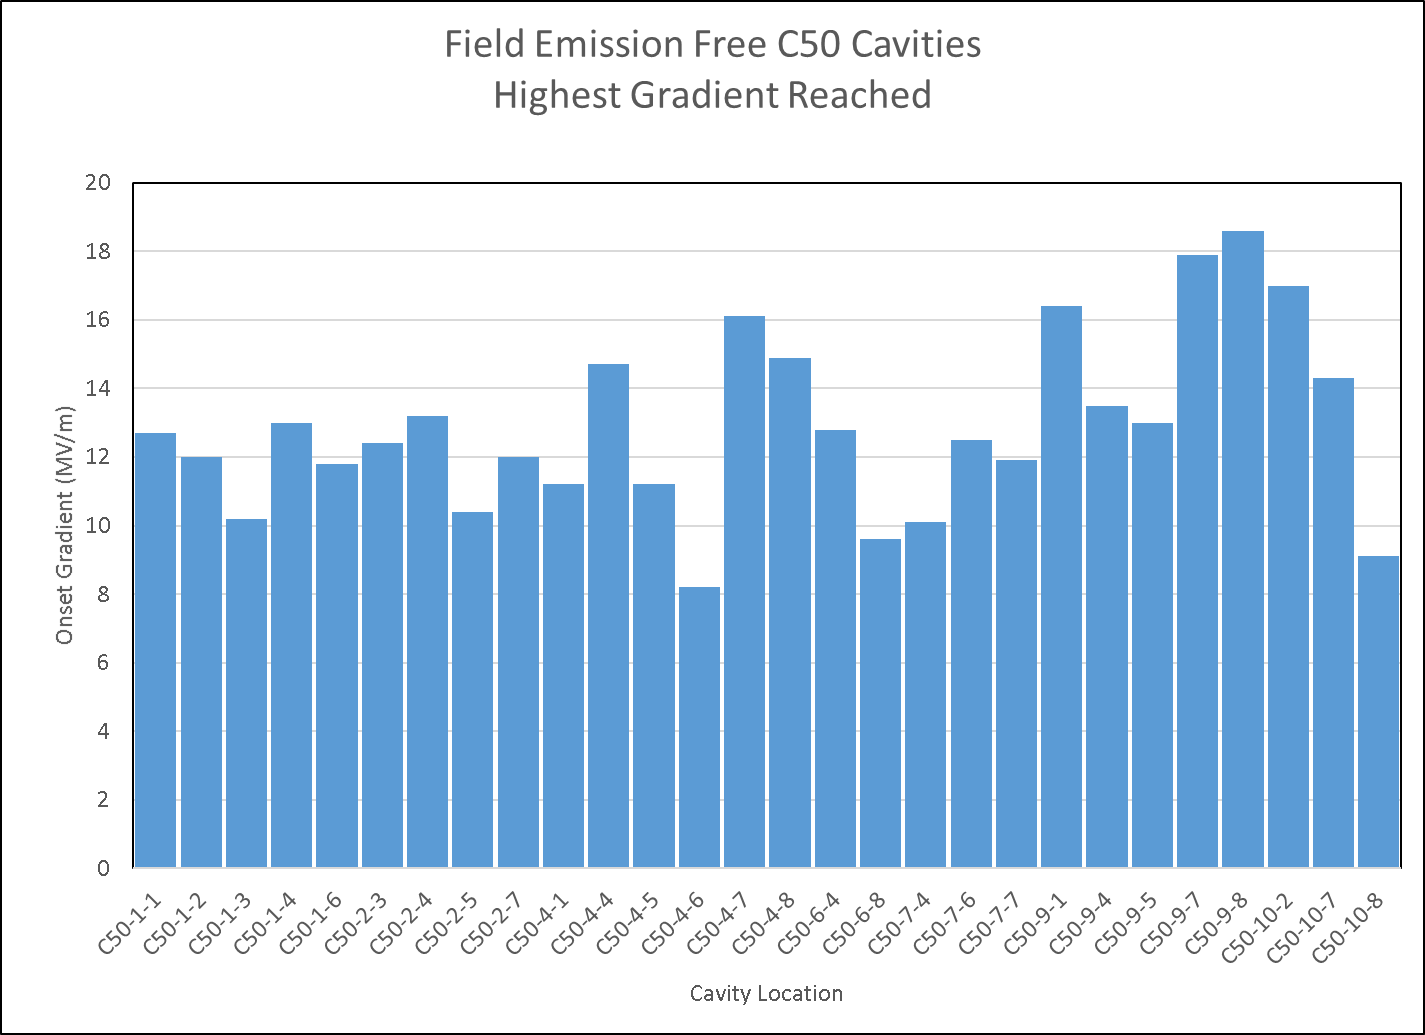 Field Emission Free C50 Cavities
Highest Gradient Reached
20
18
16
14
12
10
8
6
4
2
0
Onset Gradient (MV/m)
C50-1-1
C50-1-2
C50-1-3
C50-1-4
C50-1-6
C50-2-3
C50-2-4
C50-2-5
C50-2-7
C50-4-1
C50-4-4
C50-4-5
C50-4-6
C50-4-7
C50-4-8
C50-6-4
C50-6-8
C50-7-4
C50-7-6
C50-7-7
C50-9-1
C50-9-4
C50-9-5
C50-9-7
C50-9-8
C50-10-2
C50-10-7
C50-10-8
Cavity Location